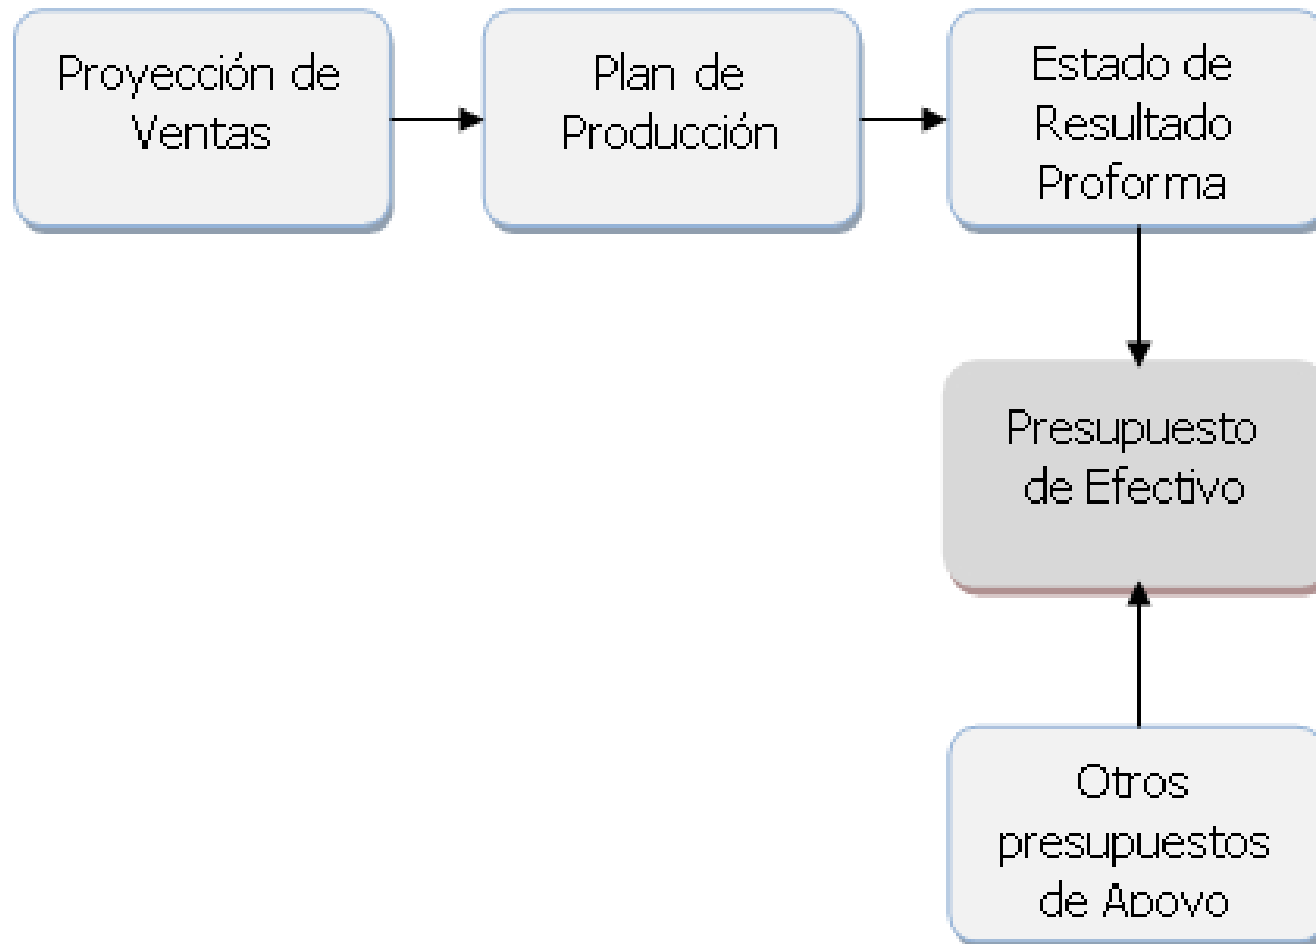 Proyección de
Ventas
Plan de
Producción
Estado de
Resultado
Proforma
Presupuesto
de Efectivo
Otros
presupuestos
de Apoyo